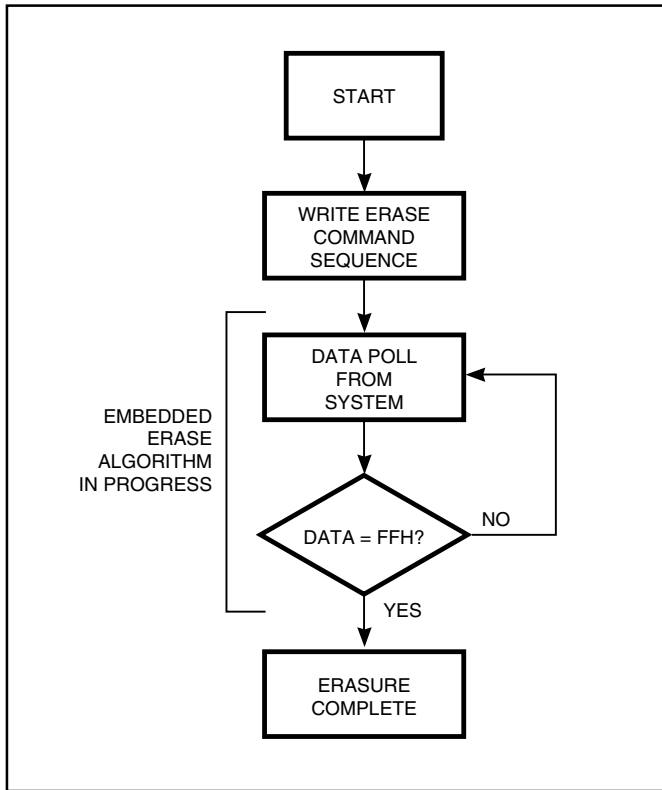 START
WRITE ERASE
COMMAND
SEQUENCE
DATA POLL
FROM
SYSTEM
EMBEDDED
ERASE
ALGORITHM
IN PROGRESS
DATA = FFH?
NO
YES
ERASURE
COMPLETE